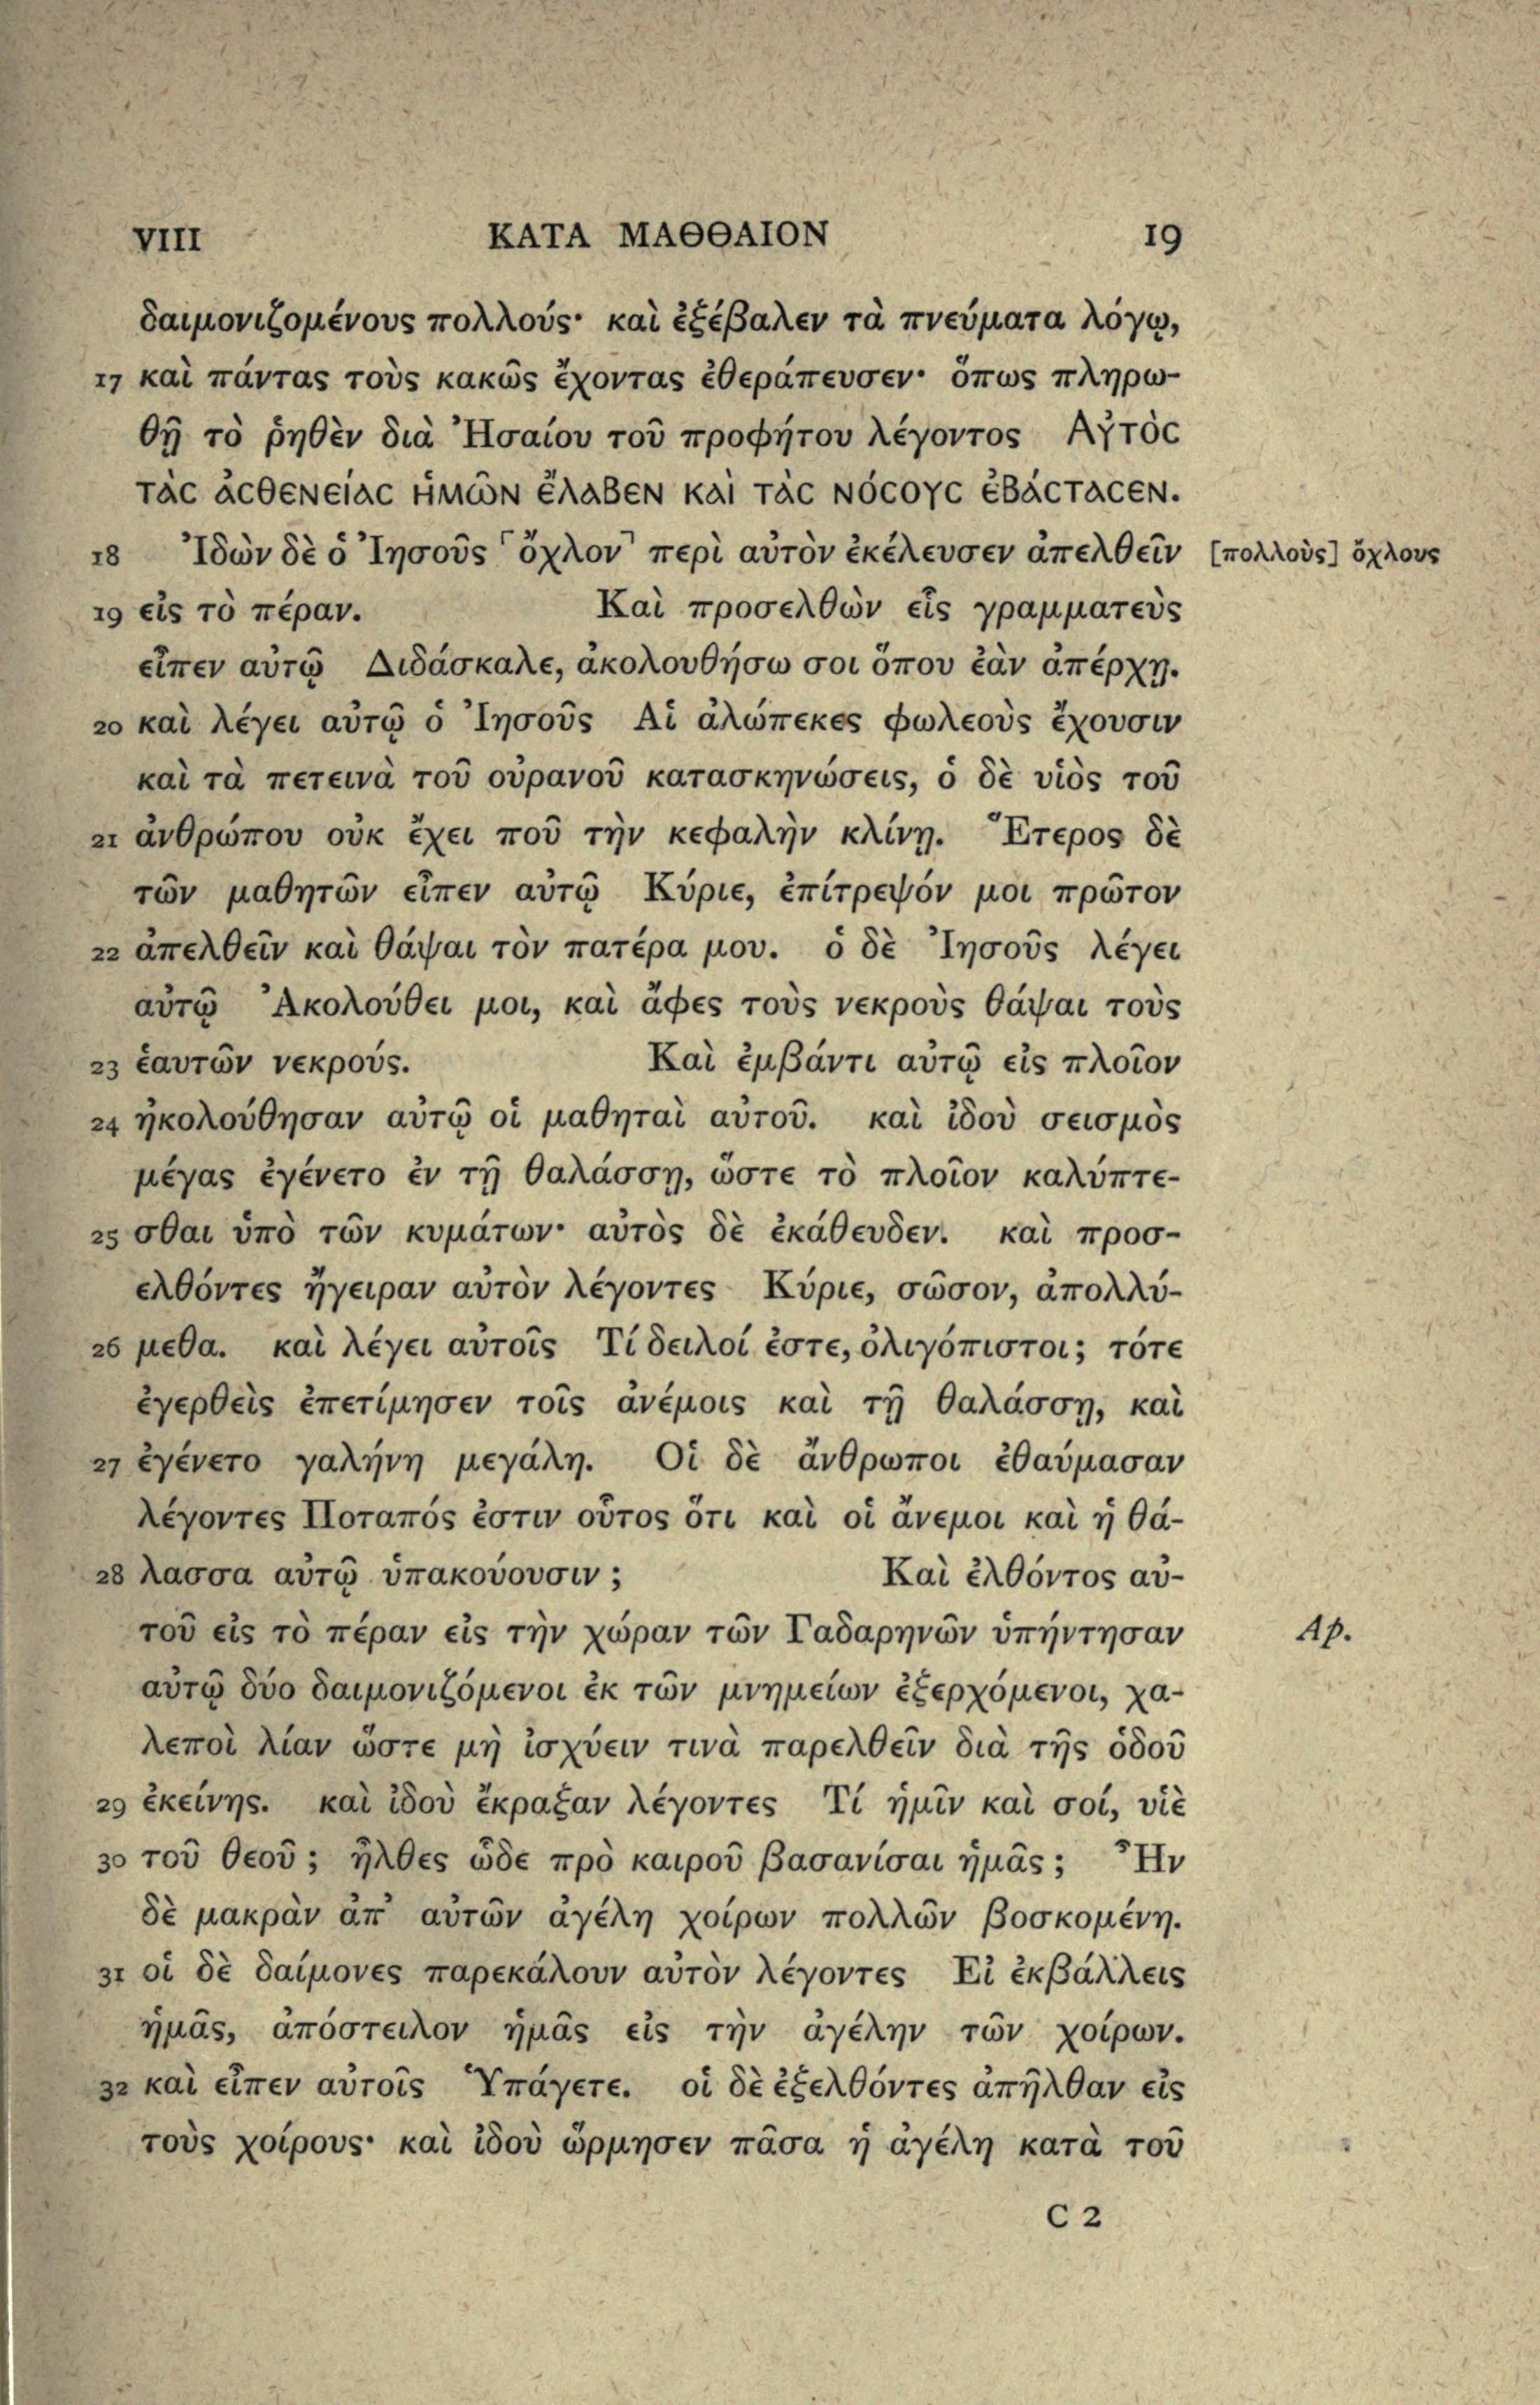 VIII ΚΑΤΑ ΜΑΘΘΑΙΟΝ 19
δαιμονιζομένους πολλούς· καὶ ἐξέβαλεν τὰ πνεύματα λόγῳ,
17 καὶ πάντας τοὺς κακῶς ἔχοντας ἐθεράπευσεν· ὅπως πληρω-
θῇ τὸ ῥηθὲν διὰ Ἠσαίου τοῦ προφήτου λέγοντος Αὐτὸς
τὰς ἀσθενείας ἡμῶν ἔλαβεν καὶ τὰς νόσους ἐβάστασεν.
18 Ἰδὼν δὲ ὁ Ἰησοῦς ⌜ὄχλον⌝ περὶ αὐτὸν ἐκέλευσεν ἀπελθεῖν [πολλοὺς] ὄχλους
19 εἰς τὸ πέραν. Καὶ προσελθὼν εἷς γραμματεὺς
εἶπεν αὐτῷ Διδάσκαλε, ἀκολουθήσω σοι ὅπου ἐὰν ἀπέρχῃ.
20 καὶ λέγει αὐτῷ ὁ Ἰησοῦς Αἱ ἀλώπεκες φωλεοὺς ἔχουσιν
καὶ τὰ πετεινὰ τοῦ οὐρανοῦ κατασκηνώσεις, ὁ δὲ υἱὸς τοῦ
21 ἀνθρώπου οὐκ ἔχει ποῦ τὴν κεφαλὴν κλίνῃ. Ἕτερος δὲ
τῶν μαθητῶν εἶπεν αὐτῷ Κύριε, ἐπίτρεψόν μοι πρῶτον
22 ἀπελθεῖν καὶ θάψαι τὸν πατέρα μου. ὁ δὲ Ἰησοῦς λέγει
αὐτῷ Ἀκολούθει μοι, καὶ ἄφες τοὺς νεκροὺς θάψαι τοὺς
23 ἑαυτῶν νεκρούς. Καὶ ἐμβάντι αὐτῷ εἰς πλοῖον
24 ἠκολούθησαν αὐτῷ οἱ μαθηταὶ αὐτοῦ. καὶ ἰδοὺ σεισμὸς
μέγας ἐγένετο ἐν τῇ θαλάσσῃ, ὥστε τὸ πλοῖον καλύπτε-
25 σθαι ὑπὸ τῶν κυμάτων· αὐτὸς δὲ ἐκάθευδεν. καὶ προσ-
ελθόντες ἤγειραν αὐτὸν λέγοντες Κύριε, σῶσον, ἀπολλύ-
26 μεθα. καὶ λέγει αὐτοῖς Τί δειλοί ἐστε, ὀλιγόπιστοι; τότε
ἐγερθεὶς ἐπετίμησεν τοῖς ἀνέμοις καὶ τῇ θαλάσσῃ, καὶ
27 ἐγένετο γαλήνη μεγάλη. Οἱ δὲ ἄνθρωποι ἐθαύμασαν
λέγοντες Ποταπός ἐστιν οὗτος ὅτι καὶ οἱ ἄνεμοι καὶ ἡ θά-
28 λασσα αὐτῷ ὑπακούουσιν; Καὶ ἐλθόντος αὐ-
τοῦ εἰς τὸ πέραν εἰς τὴν χώραν τῶν Γαδαρηνῶν ὑπήντησαν Ap.
αὐτῷ δύο δαιμονιζόμενοι ἐκ τῶν μνημείων ἐξερχόμενοι, χα-
λεποὶ λίαν ὥστε μὴ ἰσχύειν τινὰ παρελθεῖν διὰ τῆς ὁδοῦ
29 ἐκείνης. καὶ ἰδοὺ ἔκραξαν λέγοντες Τί ἡμῖν καὶ σοί, υἱὲ
30 τοῦ θεοῦ; ἦλθες ὧδε πρὸ καιροῦ βασανίσαι ἡμᾶς; Ἦν
δὲ μακρὰν ἀπ’ αὐτῶν ἀγέλη χοίρων πολλῶν βοσκομένη.
31 οἱ δὲ δαίμονες παρεκάλουν αὐτὸν λέγοντες Εἰ ἐκβάλλεις
ἡμᾶς, ἀπόστειλον ἡμᾶς εἰς τὴν ἀγέλην τῶν χοίρων.
32 καὶ εἶπεν αὐτοῖς Ὑπάγετε. οἱ δὲ ἐξελθόντες ἀπῆλθαν εἰς
τοὺς χοίρους· καὶ ἰδοὺ ὥρμησεν πᾶσα ἡ ἀγέλη κατὰ τοῦ
C 2